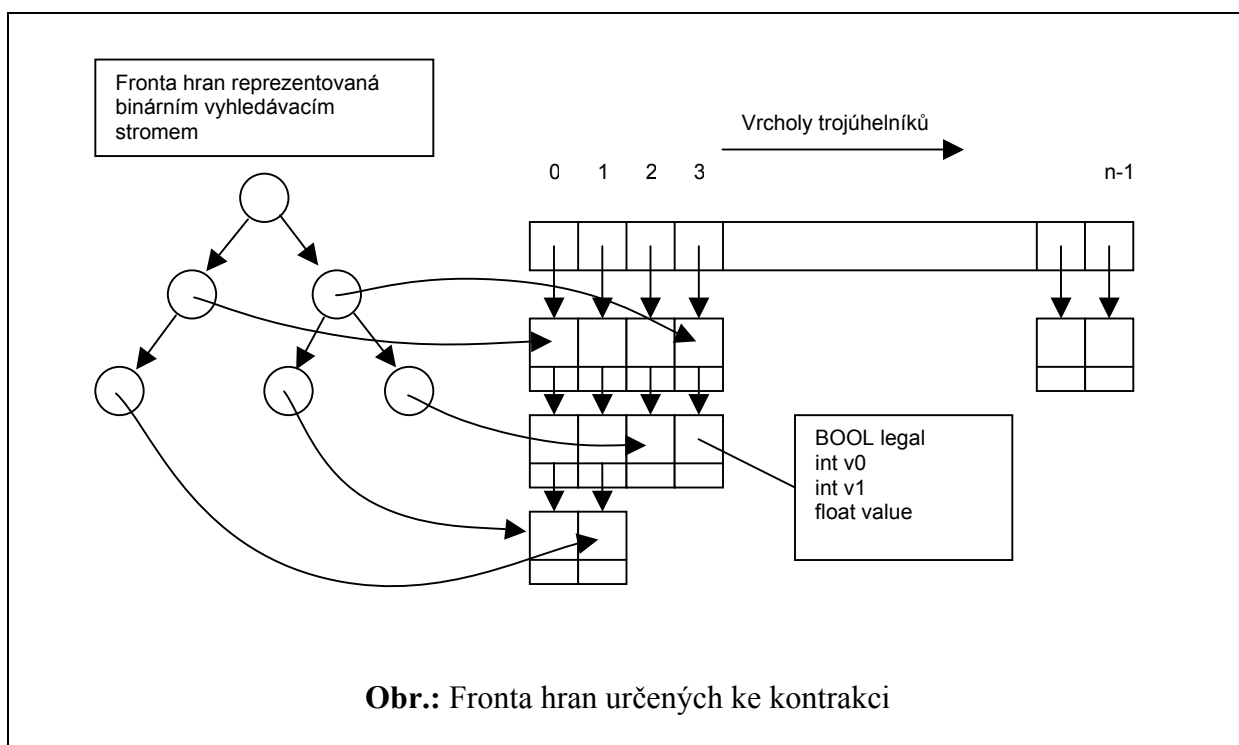 Fronta hran reprezentovaná
binárním vyhledávacím
stromem
Vrcholy trojúhelníků
0 1 2 3 n-1
BOOL legal
int v0
int v1
float value
Obr.: Fronta hran určených ke kontrakci